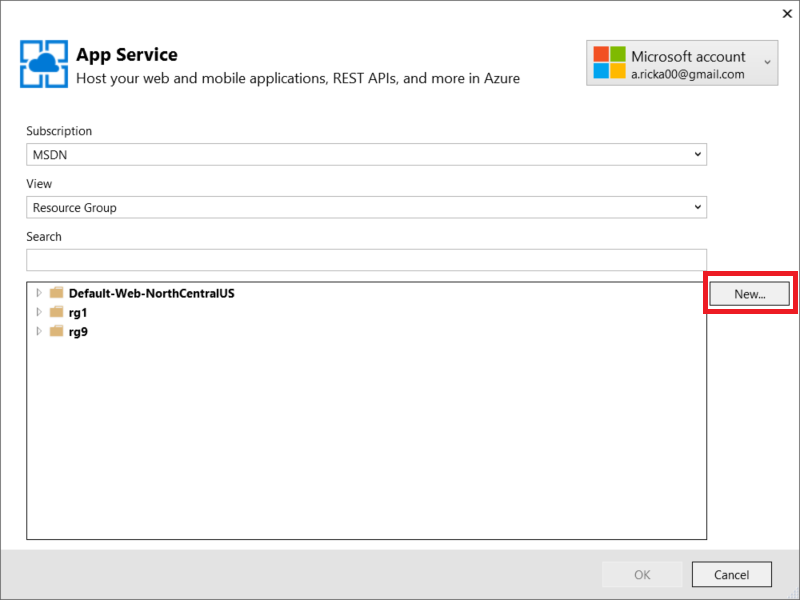 App Service
Host your web and mobile applications, REST APIs, and more in Azure
Microsoft account
a.ricka00@gmail.com
Subscription
MSDN
View
Resource Group
Search
Default-Web-NorthCentralUS
New...
rg1
rg9
OK
Cancel